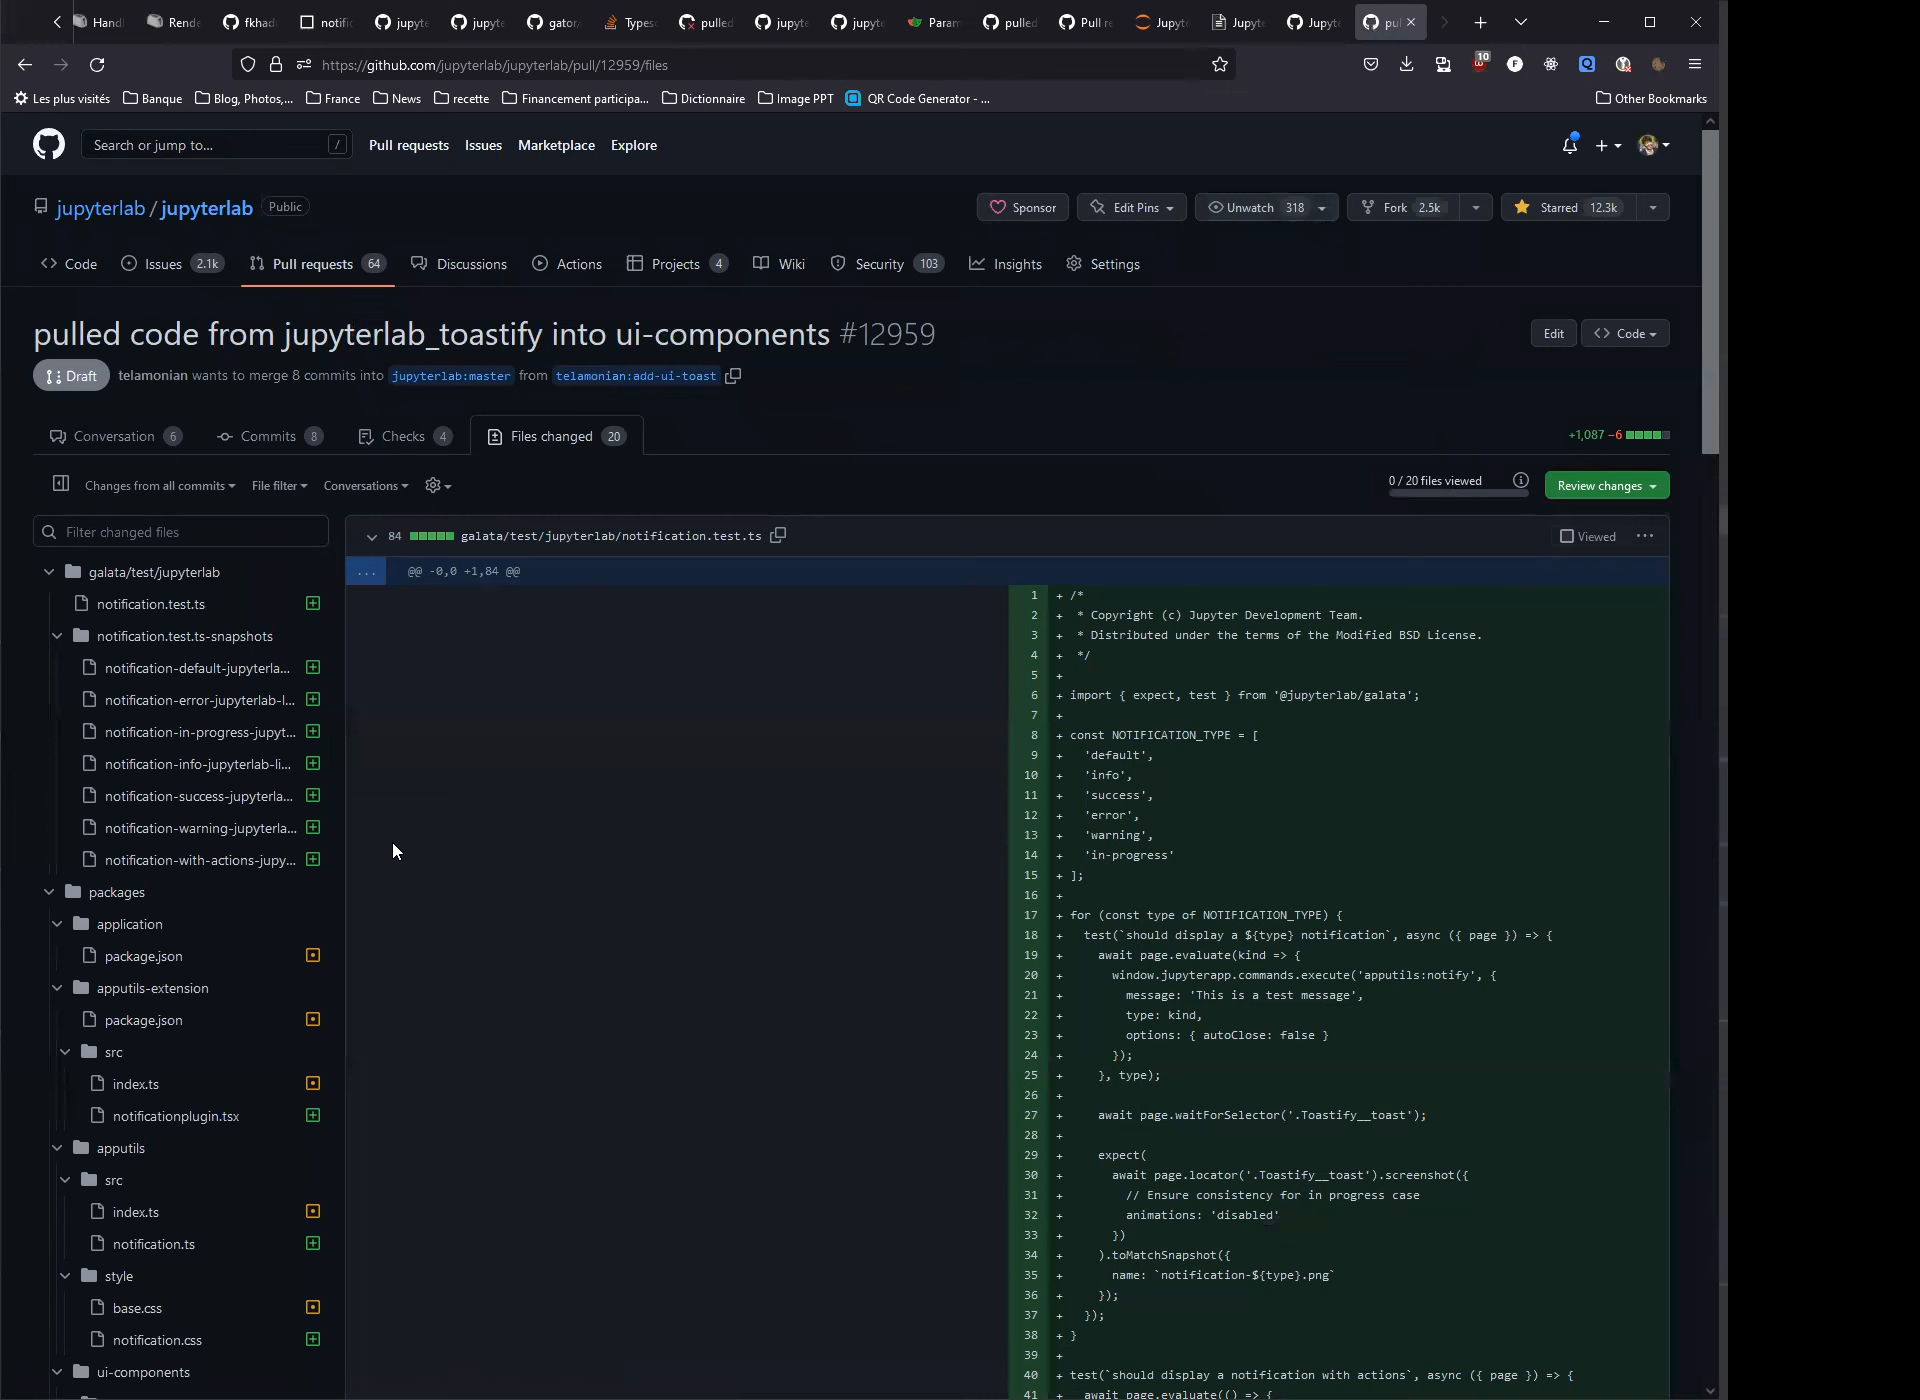 Handl
Rende
fkhad
notific
jupyte
jupyte
gator
Types
pulled
jupyte
jupyte
Param
pulled
Pull re
Jupyt
Jupyte
Jupyte
pul
https://github.com/jupyterlab/jupyterlab/pull/12959/files
10
Les plus visités
Banque
Blog, Photos,...
France
News
recette
Financement participa...
Dictionnaire
Image PPT
QR Code Generator - ...
Other Bookmarks
Search or jump to...
/
Pull requests
Issues
Marketplace
Explore
jupyterlab / jupyterlab
Public
Sponsor
Edit Pins
Unwatch 318
Fork 2.5k
Starred 12.3k
Code
Issues 2.1k
Pull requests 64
Discussions
Actions
Projects 4
Wiki
Security 103
Insights
Settings
pulled code from jupyterlab_toastify into ui-components #12959
Edit
Code
Draft
telamonian wants to merge 8 commits into jupyterlab:master from telamonian:add-ui-toast
Conversation 6
Commits 8
Checks 4
Files changed 20
+1,087 −6
Changes from all commits
File filter
Conversations
0 / 20 files viewed
Review changes
Filter changed files
84 galata/test/jupyterlab/notification.test.ts
Viewed
...
@@ -0,0 +1,84 @@
galata/test/jupyterlab
notification.test.ts
notification.test.ts-snapshots
notification-default-jupyterla...
notification-error-jupyterlab-l...
notification-in-progress-jupyt...
notification-info-jupyterlab-li...
notification-success-jupyterla...
notification-warning-jupyterla...
notification-with-actions-jupy...
packages
application
package.json
apputils-extension
package.json
src
index.ts
notificationplugin.tsx
apputils
src
index.ts
notification.ts
style
base.css
notification.css
ui-components
1 + /*
2 + * Copyright (c) Jupyter Development Team.
3 + * Distributed under the terms of the Modified BSD License.
4 + */
5 +
6 + import { expect, test } from '@jupyterlab/galata';
7 +
8 + const NOTIFICATION_TYPE = [
9 + 'default',
10 + 'info',
11 + 'success',
12 + 'error',
13 + 'warning',
14 + 'in-progress'
15 + ];
16 +
17 + for (const type of NOTIFICATION_TYPE) {
18 + test(`should display a ${type} notification`, async ({ page }) => {
19 + await page.evaluate(kind => {
20 + window.jupyterapp.commands.execute('apputils:notify', {
21 + message: 'This is a test message',
22 + type: kind,
23 + options: { autoClose: false }
24 + });
25 + }, type);
26 +
27 + await page.waitForSelector('.Toastify__toast');
28 +
29 + expect(
30 + await page.locator('.Toastify__toast').screenshot({
31 + // Ensure consistency for in progress case
32 + animations: 'disabled'
33 + })
34 + ).toMatchSnapshot({
35 + name: `notification-${type}.png`
36 + });
37 + });
38 + }
39 +
40 + test(`should display a notification with actions`, async ({ page }) => {
41 + await page.evaluate(() => {